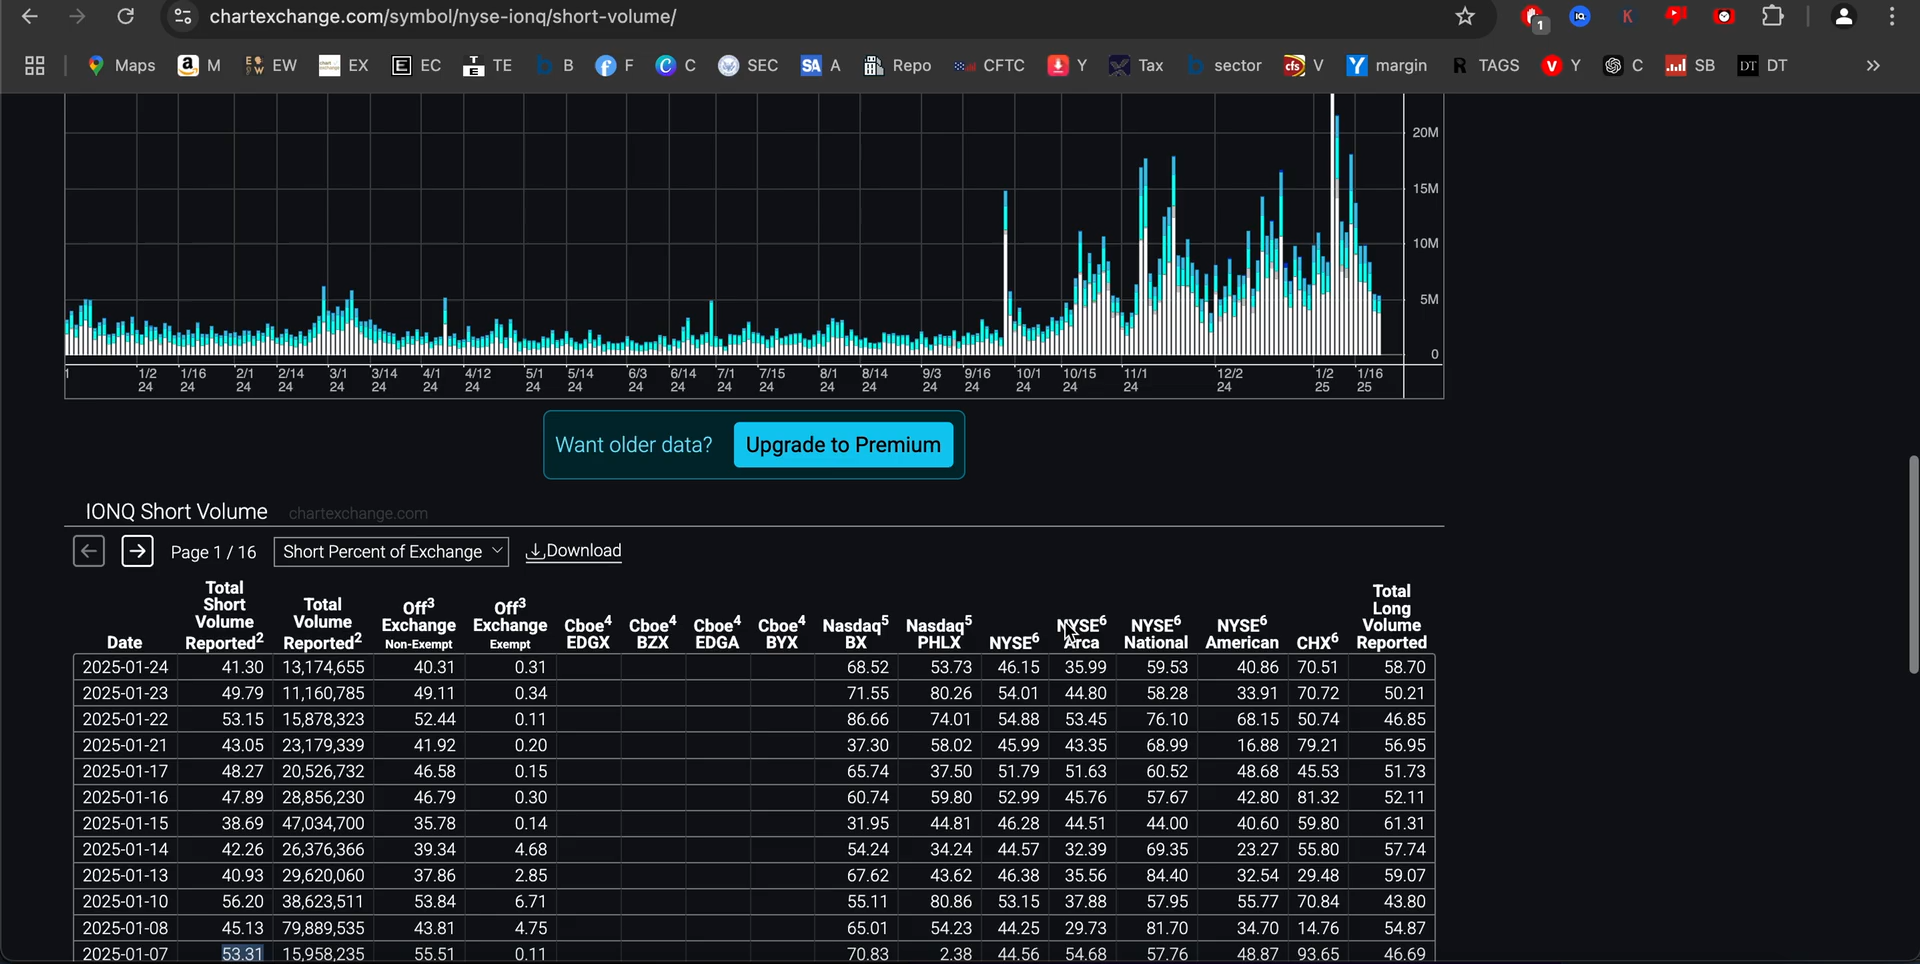 chartexchange.com/symbol/nyse-ionq/short-volume/
1
IQ
K
Maps
a M
EW
EX
E EC
TE TE
b B
f F
C C
SEC
SA A
Repo
CFTC
Y
Tax
b sector
cfs V
Y margin
R TAGS
V Y
C
SB
DT DT
»
20M
15M
10M
5M
0
1 1/2 1/16 2/1 2/14 3/1 3/14 4/1 4/12 5/1 5/14 6/3 6/14 7/1 7/15 8/1 8/14 9/3 9/16 10/1 10/15 11/1 12/2 1/2 1/16
24 24 24 24 24 24 24 24 24 24 24 24 24 24 24 24 24 24 24 24 24 24 25 25
Want older data? Upgrade to Premium
IONQ Short Volume chartexchange.com
Page 1 / 16 Short Percent of Exchange Download
Date
Total
Short
Volume
Reported2
Total
Volume
Reported2
Off3
Exchange
Non-Exempt
Off3
Exchange
Exempt
Cboe4
EDGX
Cboe4
BZX
Cboe4
EDGA
Cboe4
BYX
Nasdaq5
BX
Nasdaq5
PHLX
NYSE6
NYSE6
Arca
NYSE6
National
NYSE6
American
CHX6
Total
Long
Volume
Reported
2025-01-24 41.30 13,174,655 40.31 0.31 68.52 53.73 46.15 35.99 59.53 40.86 70.51 58.70
2025-01-23 49.79 11,160,785 49.11 0.34 71.55 80.26 54.01 44.80 58.28 33.91 70.72 50.21
2025-01-22 53.15 15,878,323 52.44 0.11 86.66 74.01 54.88 53.45 76.10 68.15 50.74 46.85
2025-01-21 43.05 23,179,339 41.92 0.20 37.30 58.02 45.99 43.35 68.99 16.88 79.21 56.95
2025-01-17 48.27 20,526,732 46.58 0.15 65.74 37.50 51.79 51.63 60.52 48.68 45.53 51.73
2025-01-16 47.89 28,856,230 46.79 0.30 60.74 59.80 52.99 45.76 57.67 42.80 81.32 52.11
2025-01-15 38.69 47,034,700 35.78 0.14 31.95 44.81 46.28 44.51 44.00 40.60 59.80 61.31
2025-01-14 42.26 26,376,366 39.34 4.68 54.24 34.24 44.57 32.39 69.35 23.27 55.80 57.74
2025-01-13 40.93 29,620,060 37.86 2.85 67.62 43.62 46.38 35.56 84.40 32.54 29.48 59.07
2025-01-10 56.20 38,623,511 53.84 6.71 55.11 80.86 53.15 37.88 57.95 55.77 70.84 43.80
2025-01-08 45.13 79,889,535 43.81 4.75 65.01 54.23 44.25 29.73 81.70 34.70 14.76 54.87
2025-01-07 53.31 15,958,235 55.51 0.11 70.83 2.38 44.56 54.68 57.76 48.87 93.65 46.69